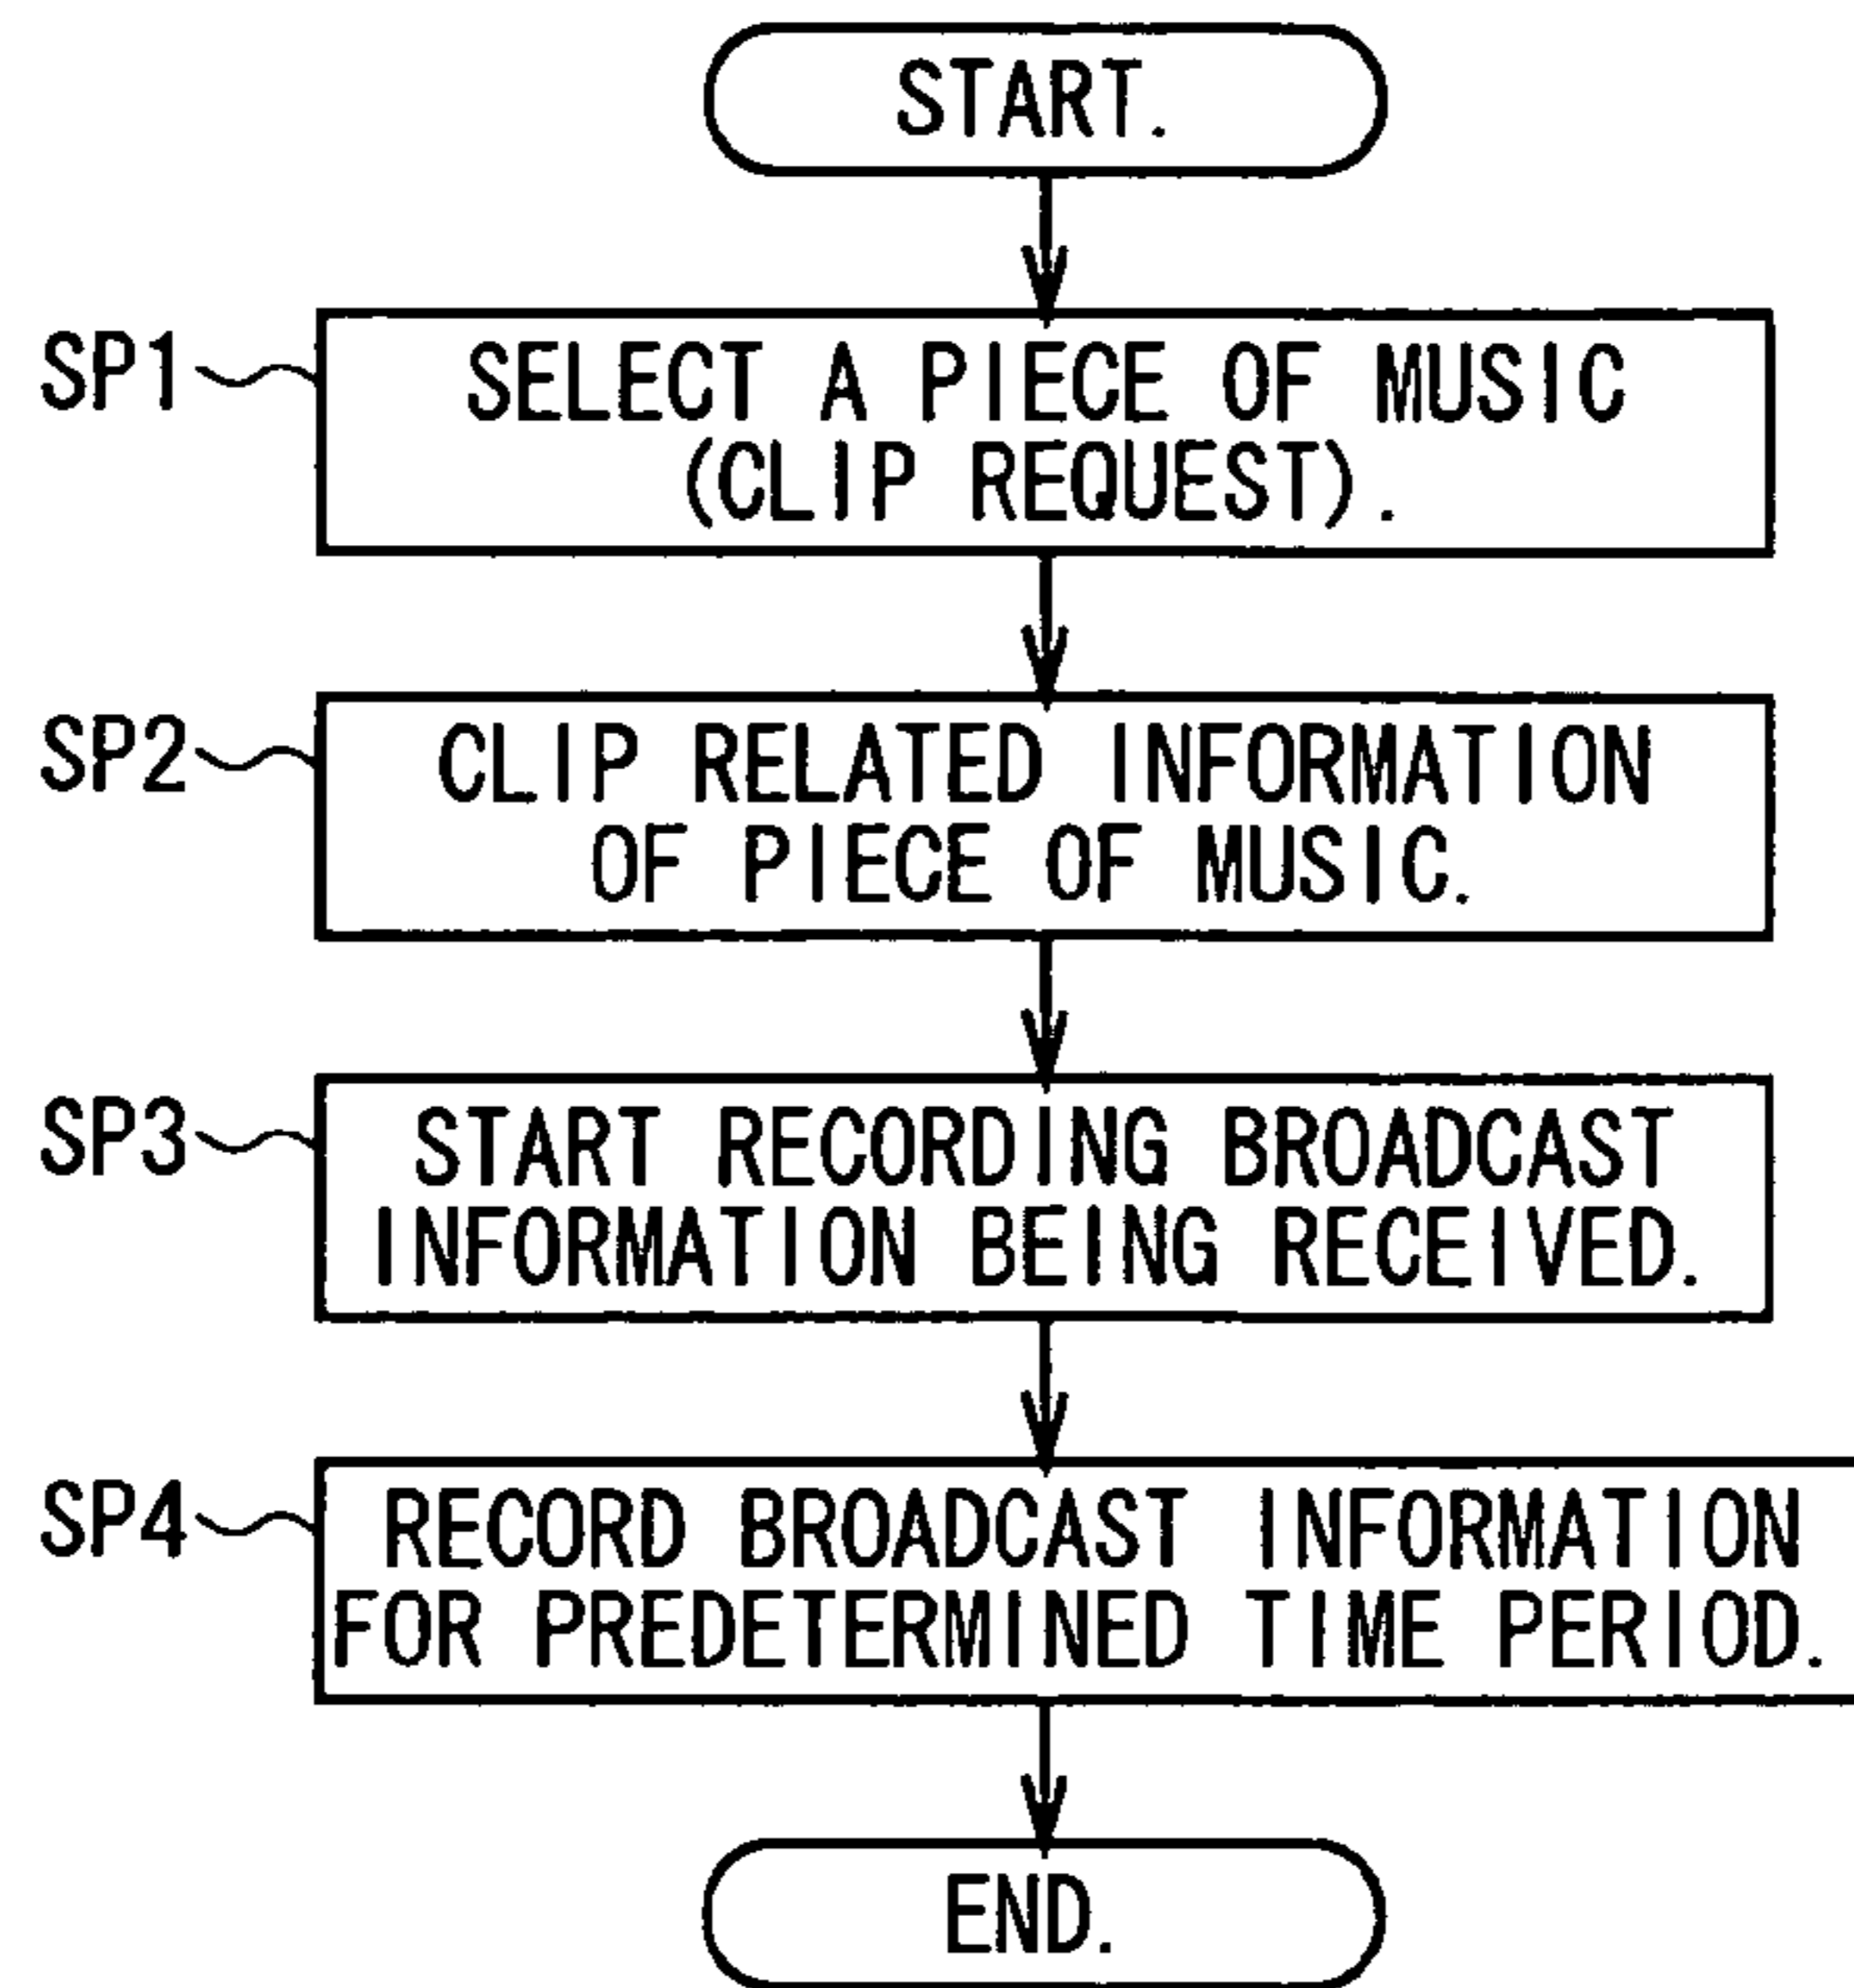 START.
SP1
SELECT A PIECE OF MUSIC
(CLIP REQUEST).
SP2
CLIP RELATED INFORMATION
OF PIECE OF MUSIC.
SP3
START RECORDING BROADCAST
INFORMATION BEING RECEIVED.
SP4
RECORD BROADCAST INFORMATION
FOR PREDETERMINED TIME PERIOD.
END.